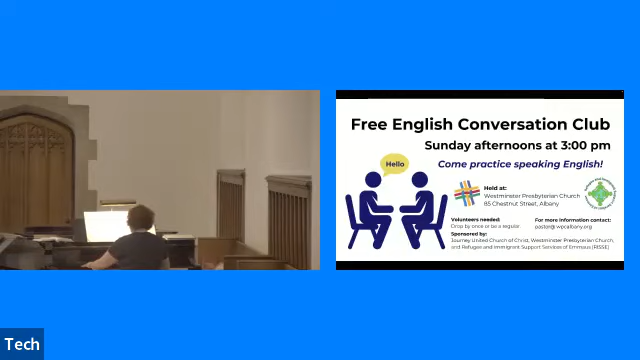 Free English Conversation Club
Sunday afternoons at 3:00 pm
Come practice speaking English!
Hello
Held at:
Westminster Presbyterian Church
85 Chestnut Street, Albany
Volunteers needed:
Drop by once or be a regular.
For more information contact:
pastor@wpcalbany.org
Sponsored by:
Journey United Church of Christ, Westminster Presbyterian Church,
and Refugee and Immigrant Support Services of Emmaus (RISSE)
Tech